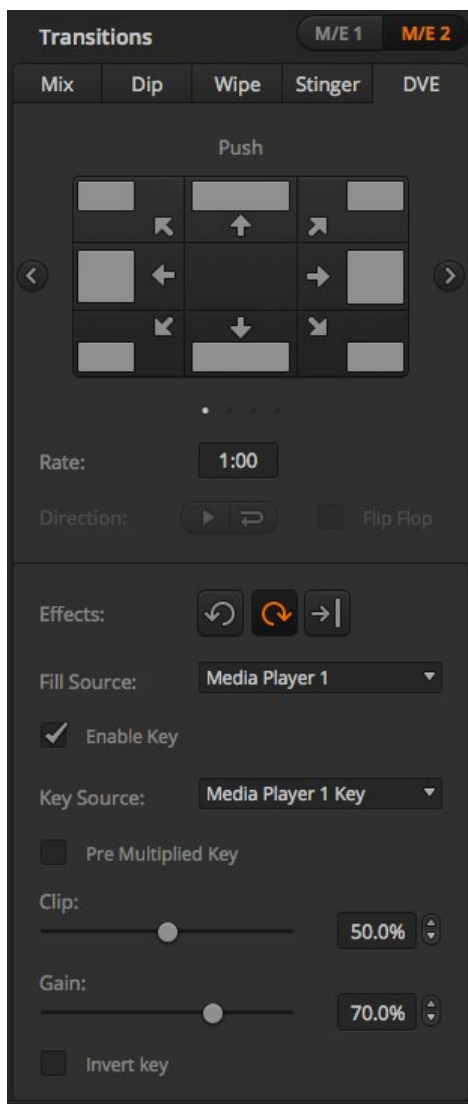 Transitions M/E 1 M/E 2
Mix Dip Wipe Stinger DVE
Push
Rate: 1:00
Direction: Flip Flop
Effects:
Fill Source: Media Player 1
Enable Key
Key Source: Media Player 1 Key
Pre Multiplied Key
Clip:
50.0%
Gain:
70.0%
Invert key